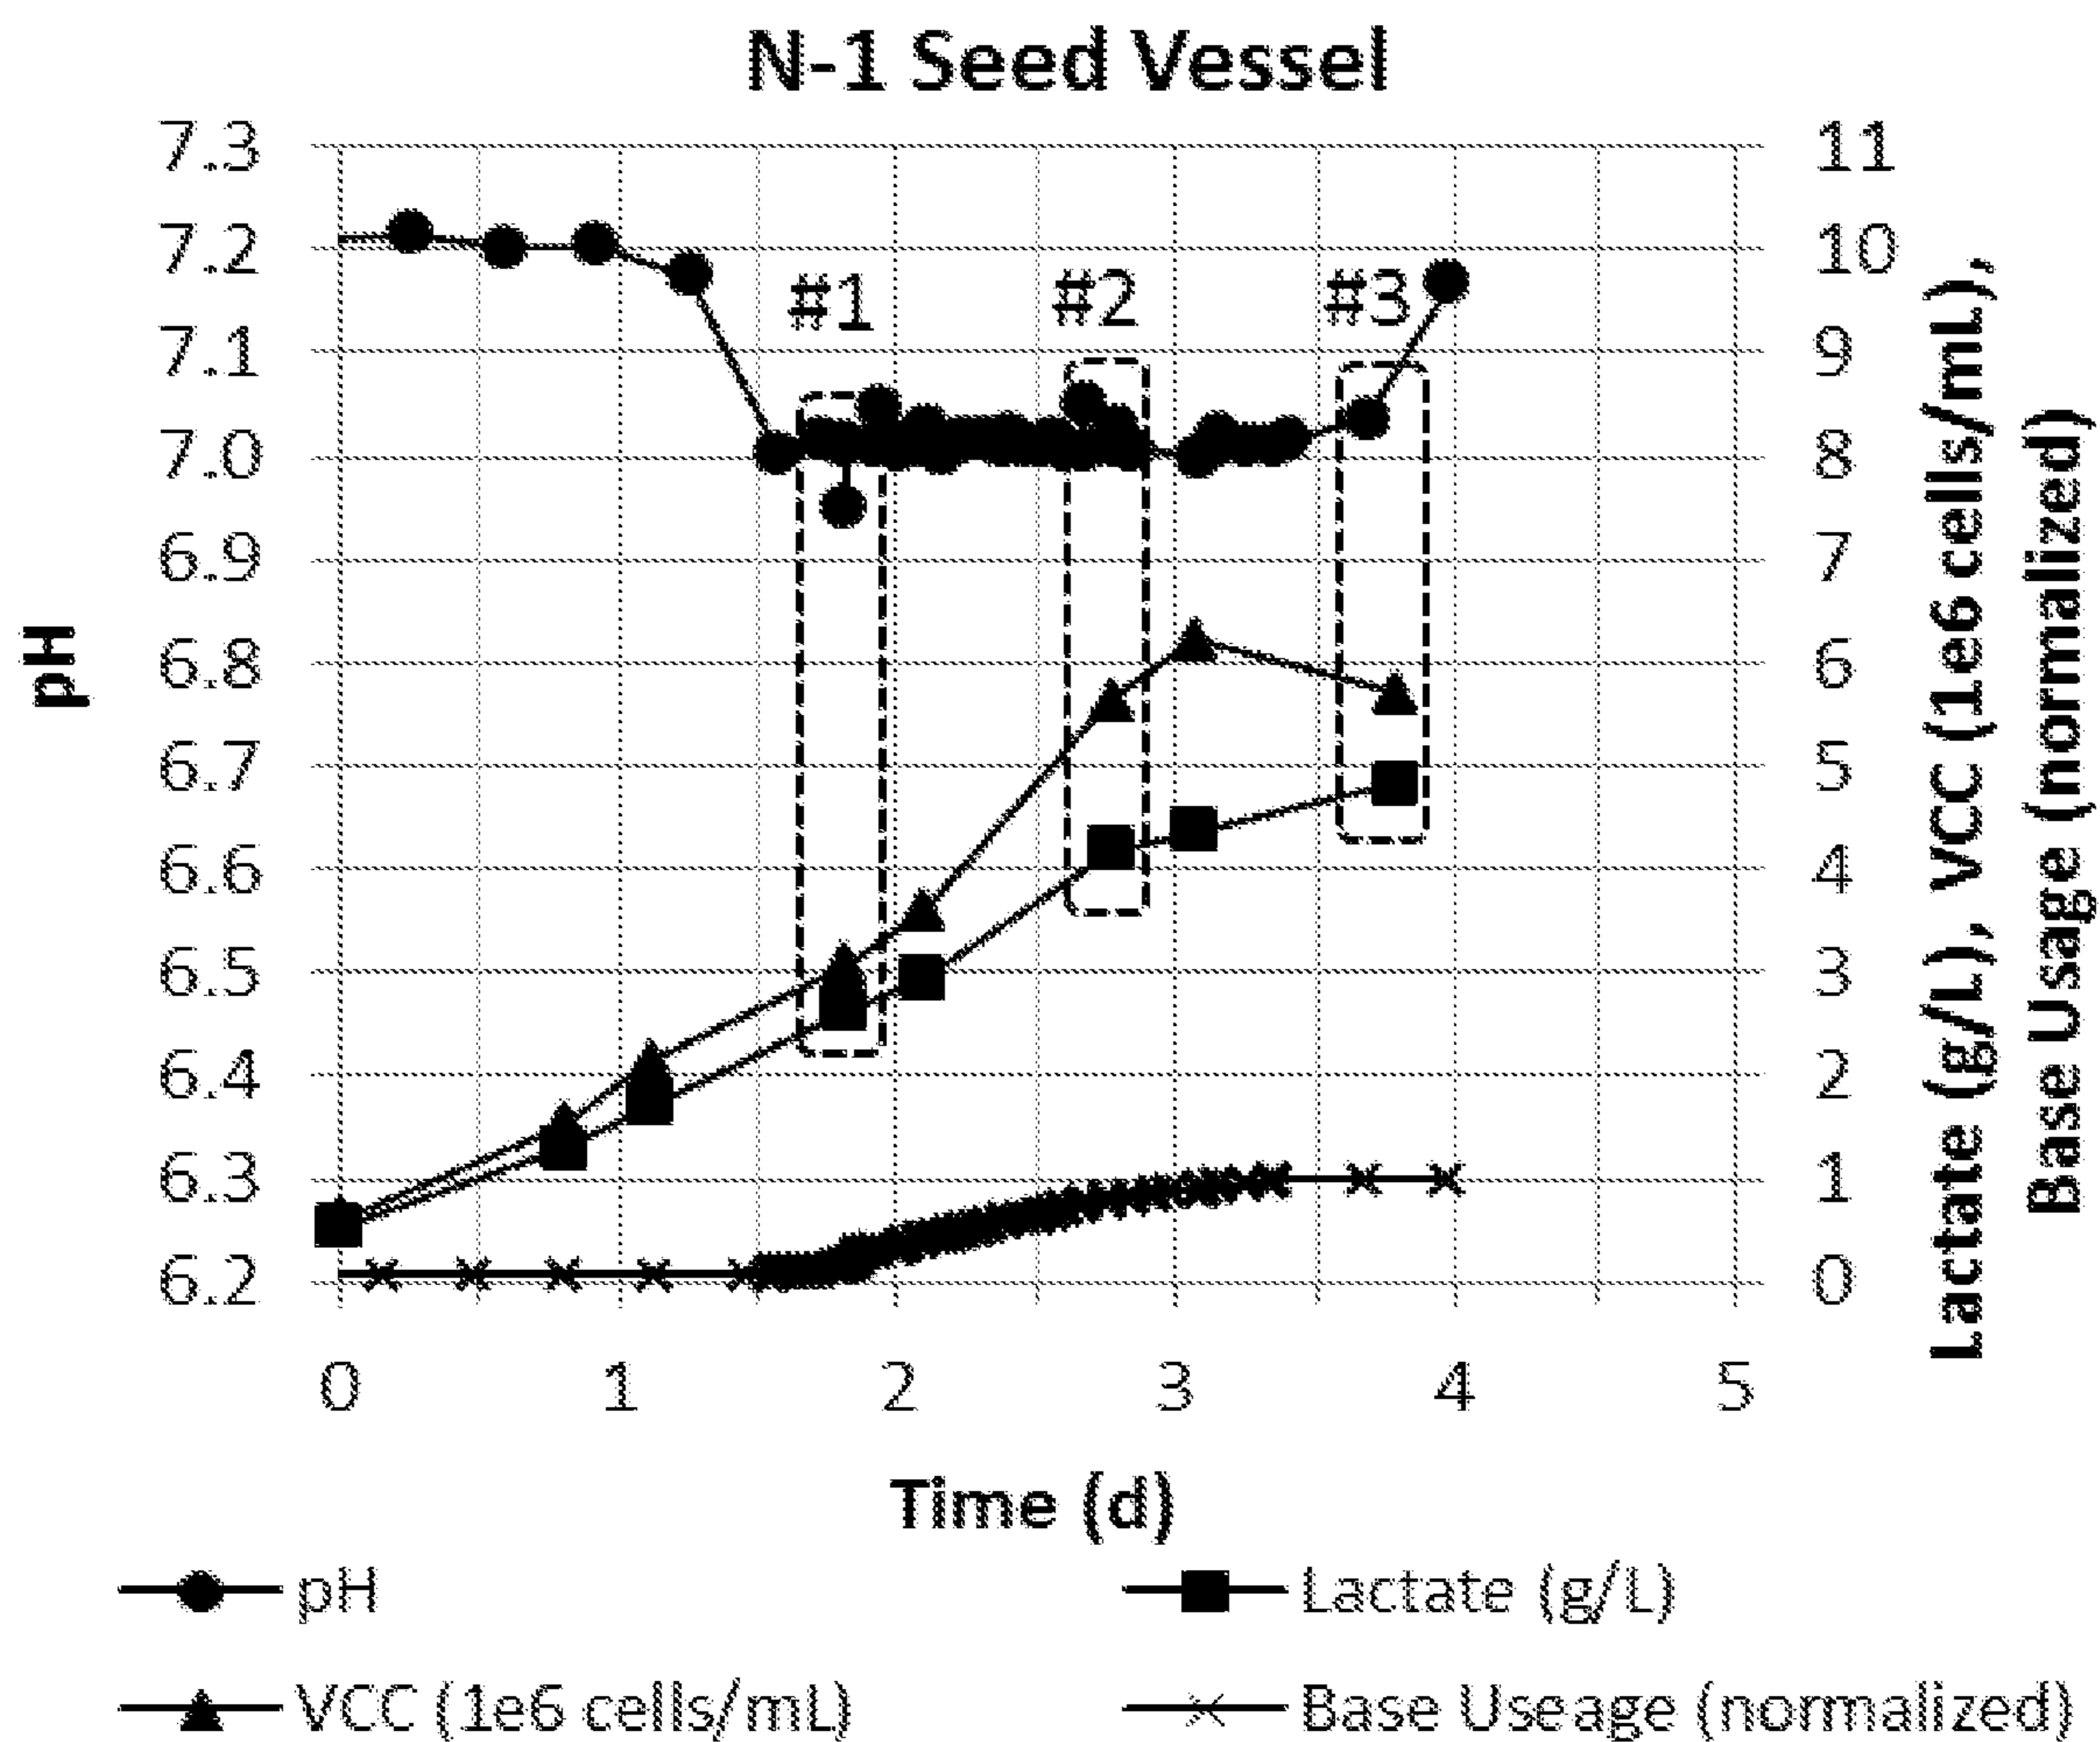 N-1 Seed Vessel
7.3
7.2
7.1
7.0
6.9
6.8
6.7
6.6
6.5
6.4
6.3
6.2
pH
#1
#2
#3
11
10
9
8
7
6
5
4
3
2
1
0
Lactate (g/L), VCC (1e6 cells/mL),
Base Usage (normalized)
0 1 2 3 4 5
Time (d)
pH
Lactate (g/L)
VCC (1e6 cells/mL)
Base Useage (normalized)